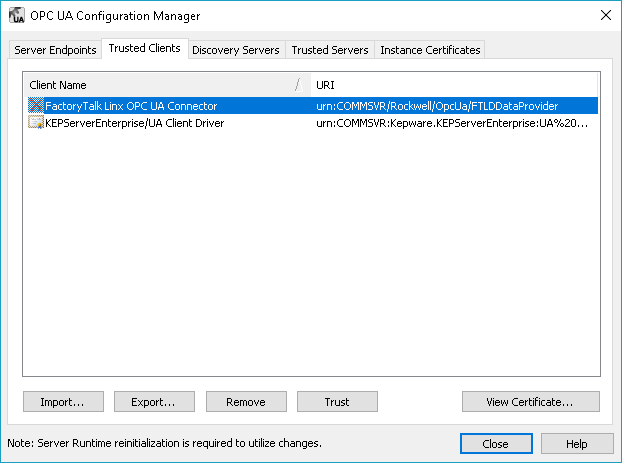 UA OPC UA Configuration Manager
Server Endpoints Trusted Clients Discovery Servers Trusted Servers Instance Certificates
Client Name / URI
FactoryTalk Linx OPC UA Connector urn:COMMSVR/Rockwell/OpcUa/FTLDDataProvider
KEPServerEnterprise/UA Client Driver urn:COMMSVR:Kepware.KEPServerEnterprise:UA%20...
Import... Export... Remove Trust View Certificate...
Note: Server Runtime reinitialization is required to utilize changes. Close Help